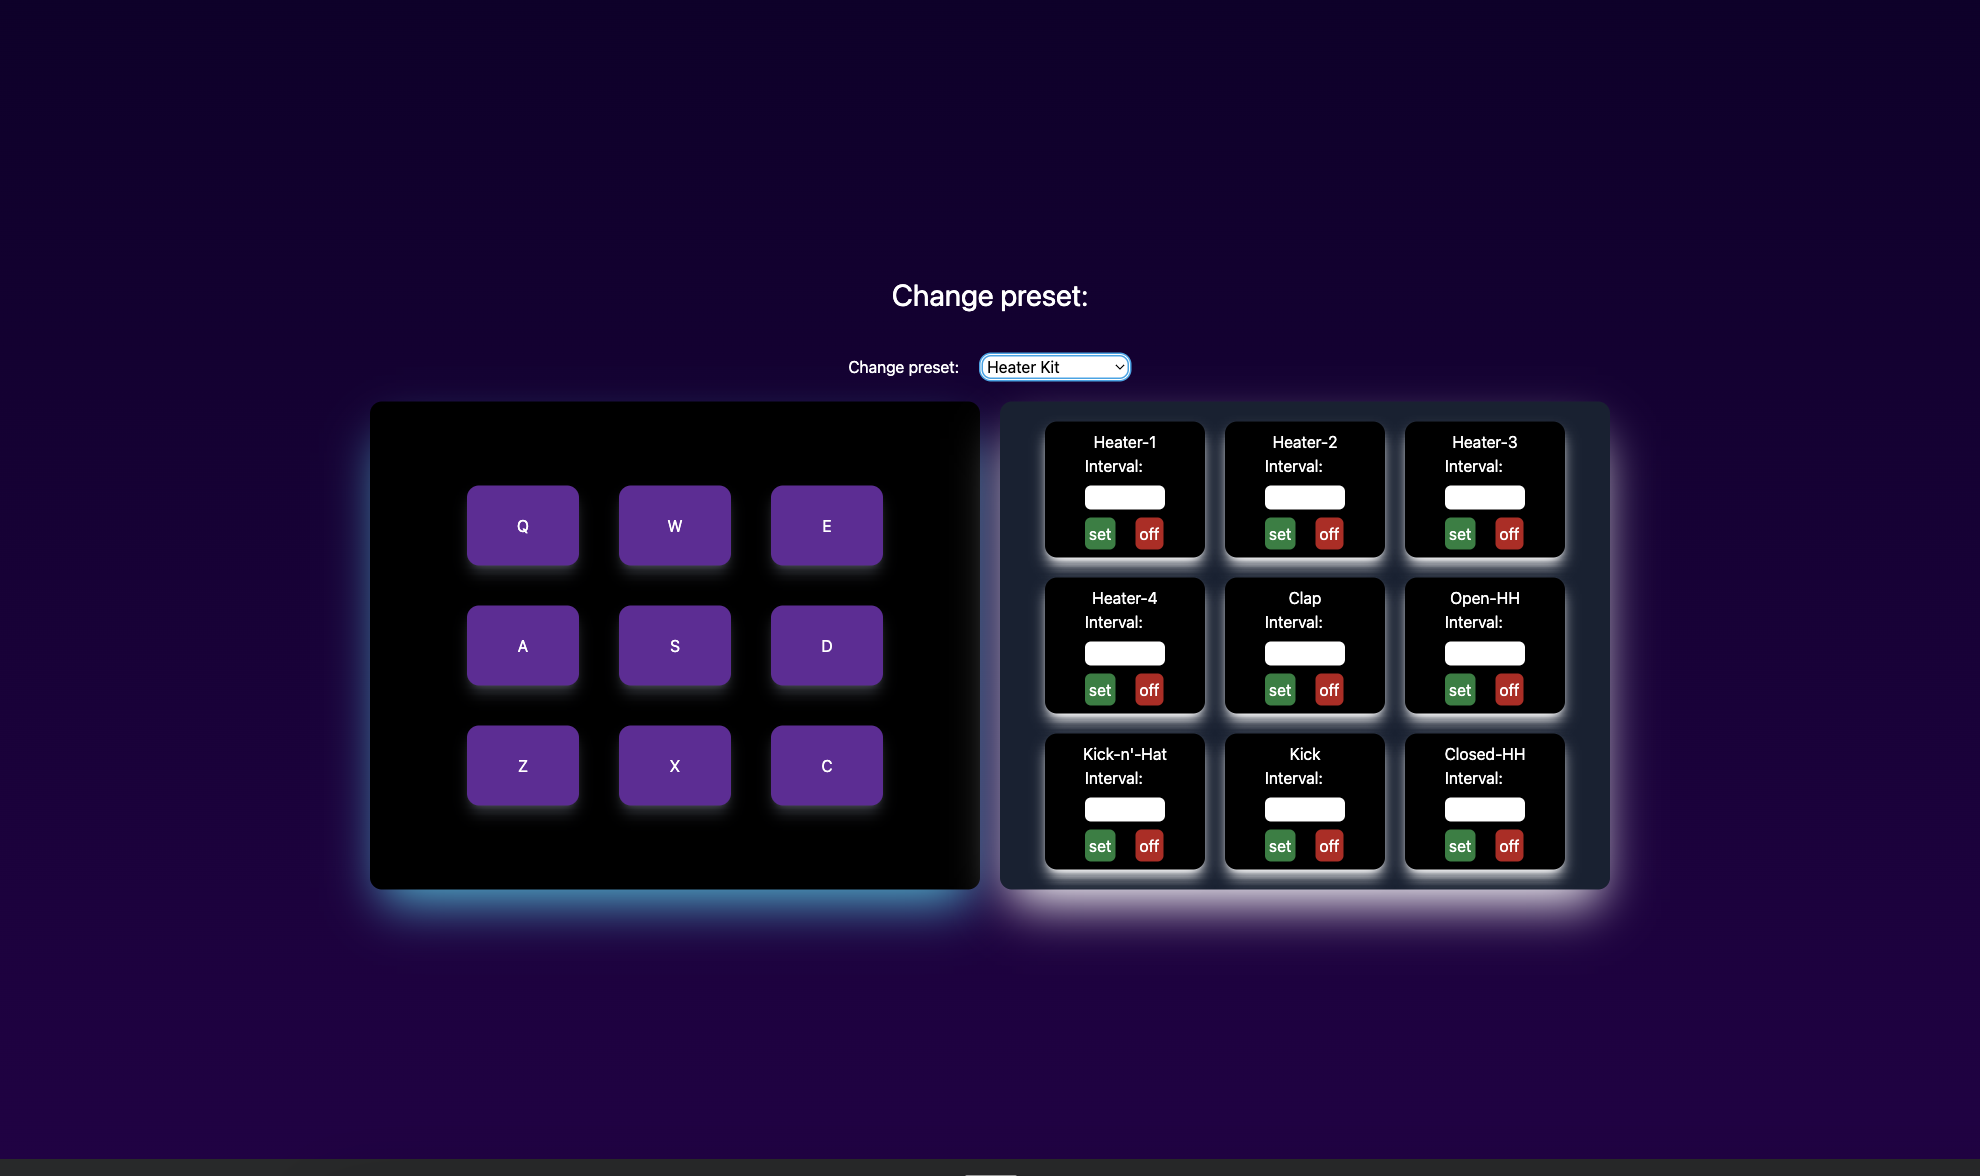 Change preset:
Change preset: Heater Kit
Q W E
A S D
Z X C
Heater-1
Interval:
set off
Heater-2
Interval:
set off
Heater-3
Interval:
set off
Heater-4
Interval:
set off
Clap
Interval:
set off
Open-HH
Interval:
set off
Kick-n'-Hat
Interval:
set off
Kick
Interval:
set off
Closed-HH
Interval:
set off